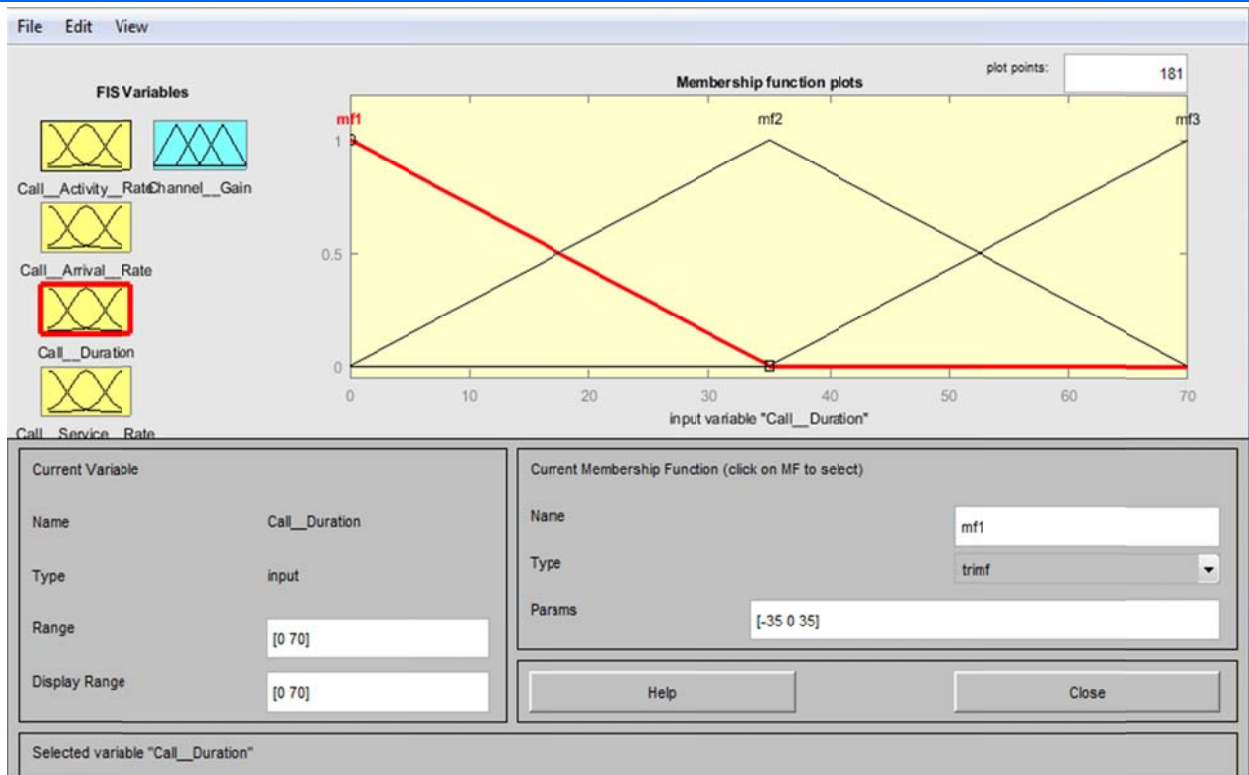 File Edit View
plot points: 181
FIS Variables
Membership function plots
mf1 mf2 mf3
1
0.5
0
0 10 20 30 40 50 60 70
input variable "Call__Duration"
Call__Activity__Rate Channel__Gain
Call__Arrival__Rate
Call__Duration
Call__Service__Rate
Current Variable
Name Call__Duration
Type input
Range [0 70]
Display Range [0 70]
Current Membership Function (click on MF to select)
Name mf1
Type trimf
Params [-35 0 35]
Help Close
Selected variable "Call__Duration"